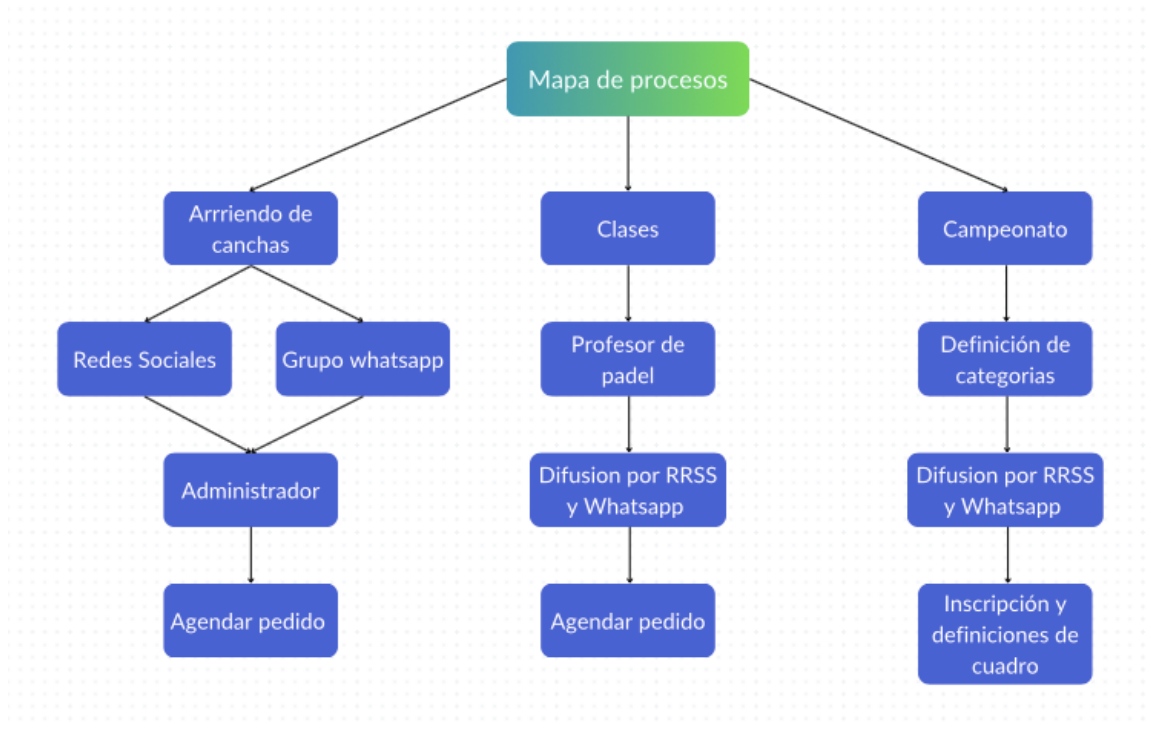 Mapa de procesos
Arrriendo de
canchas
Clases
Campeonato
Redes Sociales
Grupo whatsapp
Profesor de
padel
Definición de
categorias
Administrador
Difusion por RRSS
y Whatsapp
Difusion por RRSS
y Whatsapp
Agendar pedido
Agendar pedido
Inscripción y
definiciones de
cuadro